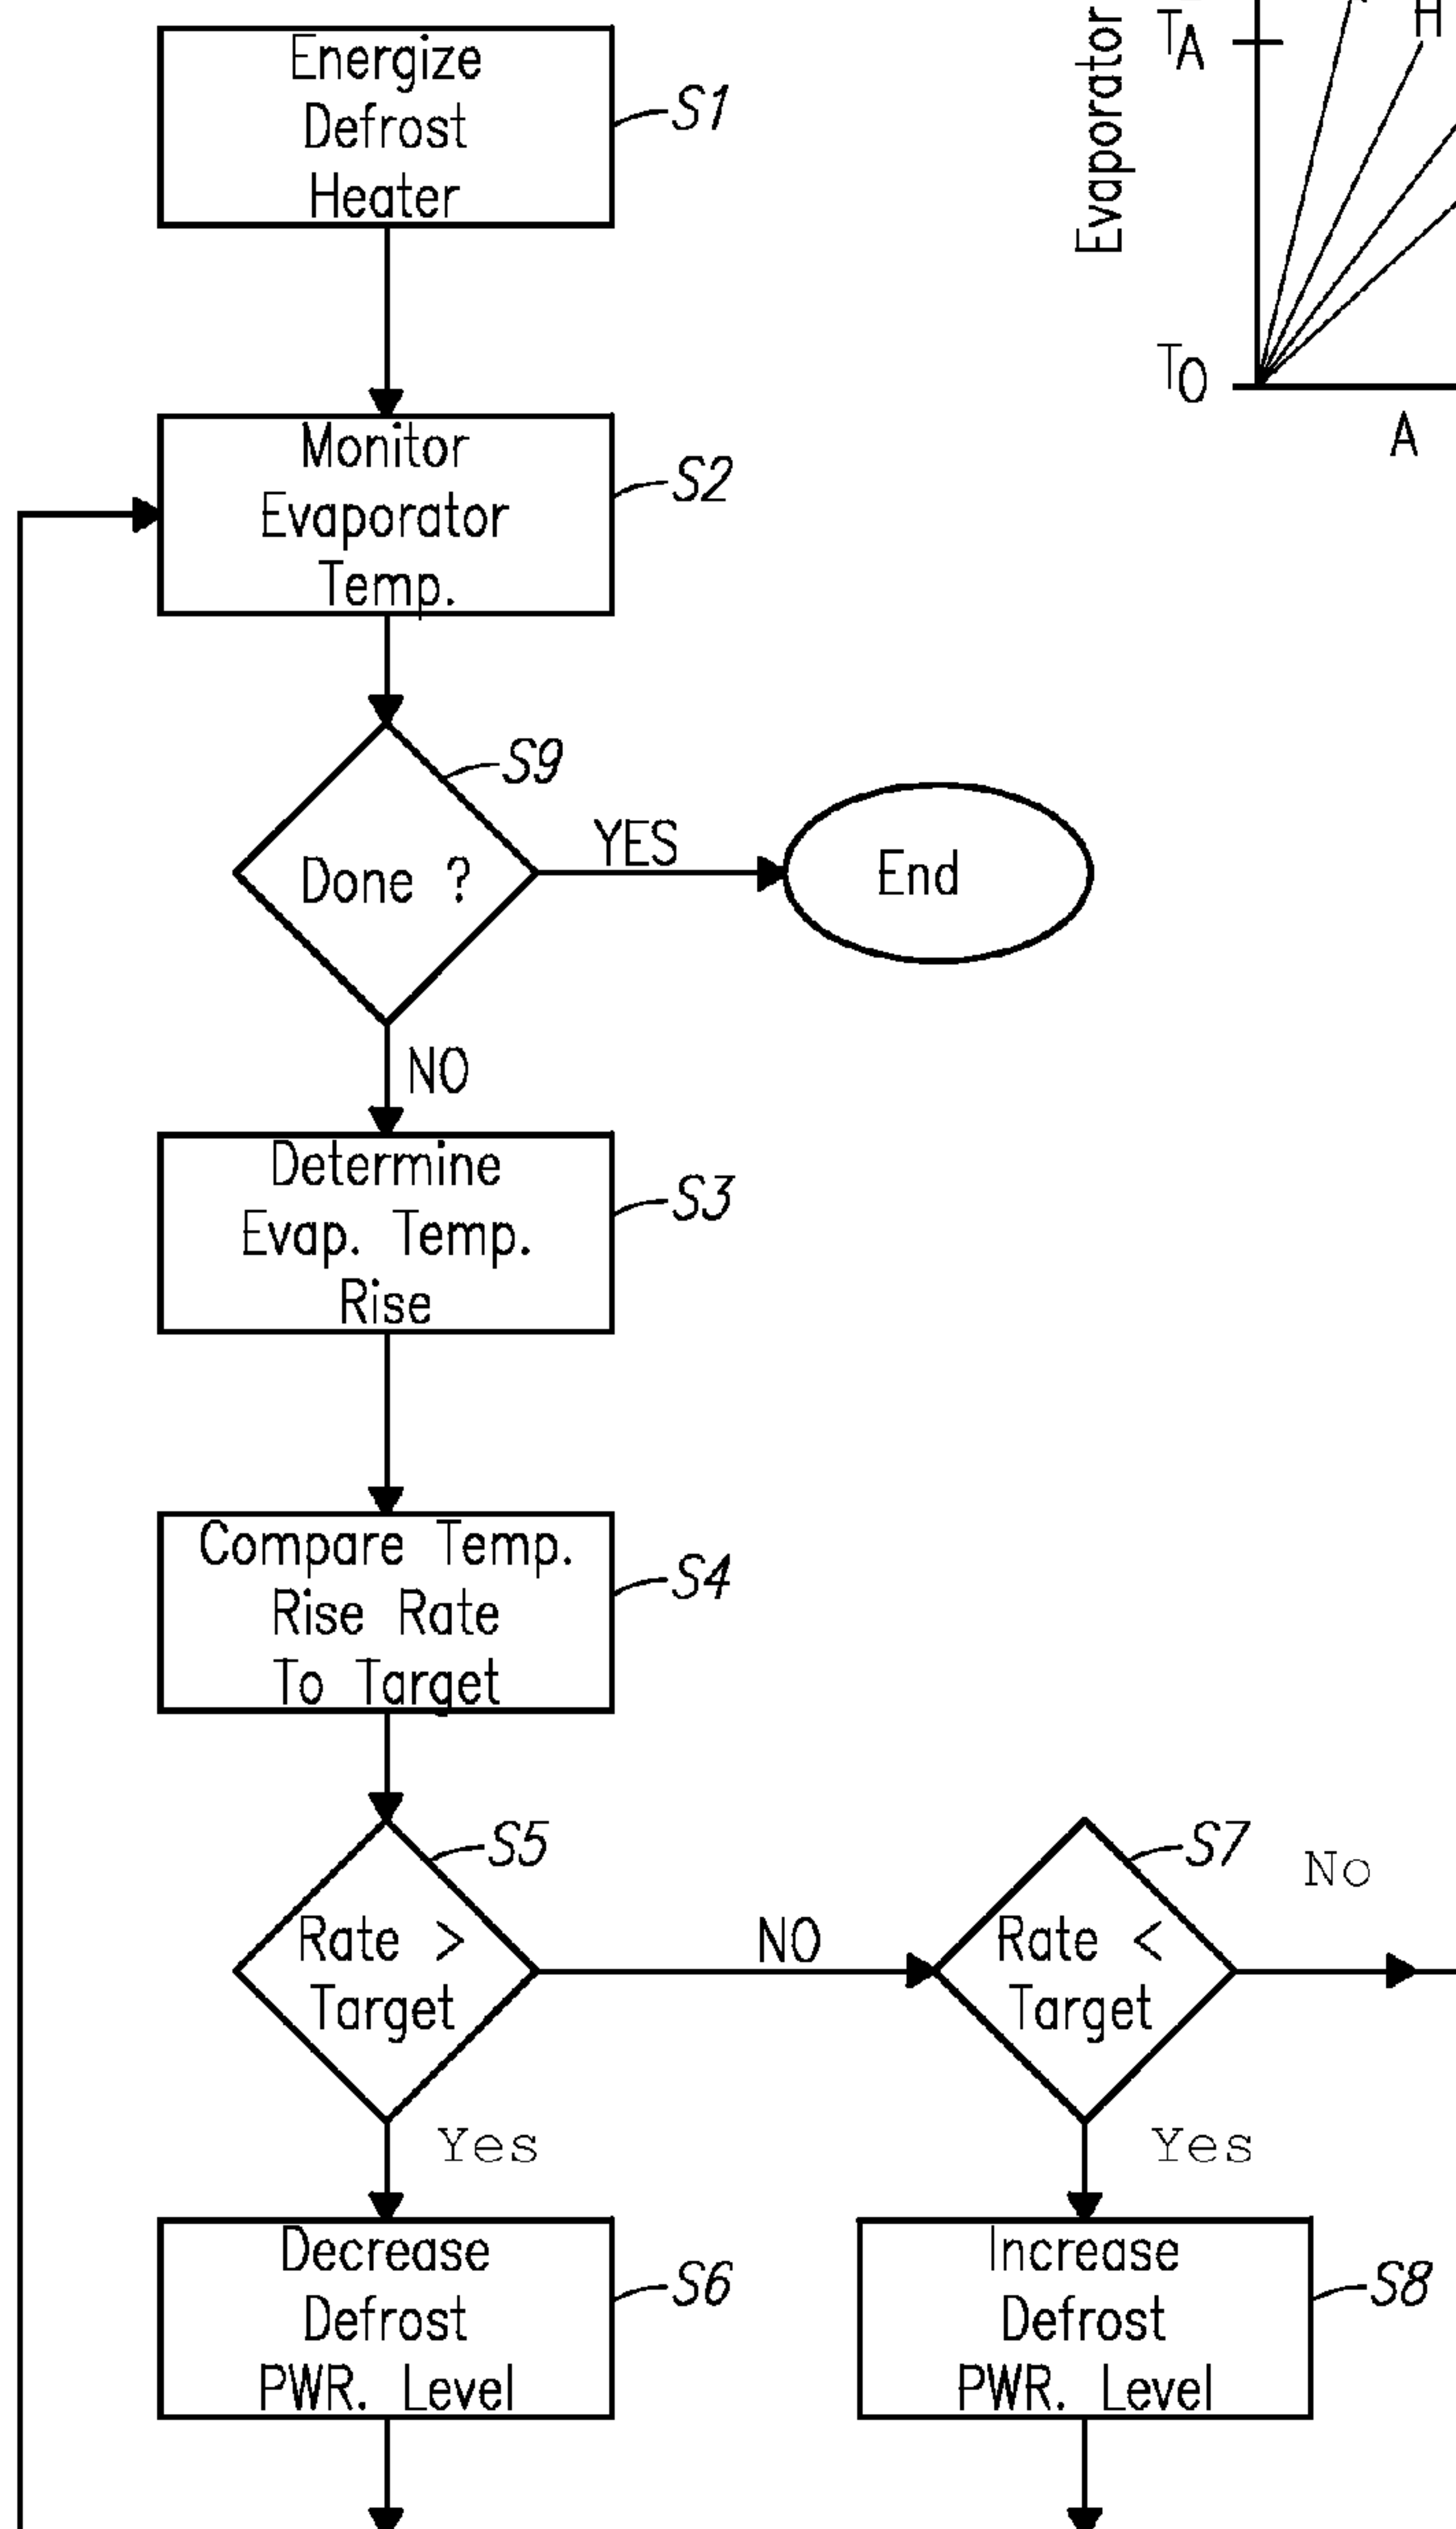 Energize
Defrost
Heater
S1
Monitor
Evaporator
Temp.
S2
Done ?
S9
YES
End
NO
Determine
Evap. Temp.
Rise
S3
Compare Temp.
Rise Rate
To Target
S4
Rate >
Target
S5
NO
Rate <
Target
S7
No
Yes
Yes
Decrease
Defrost
PWR. Level
S6
Increase
Defrost
PWR. Level
S8
Evaporator
TA
H
TO
A